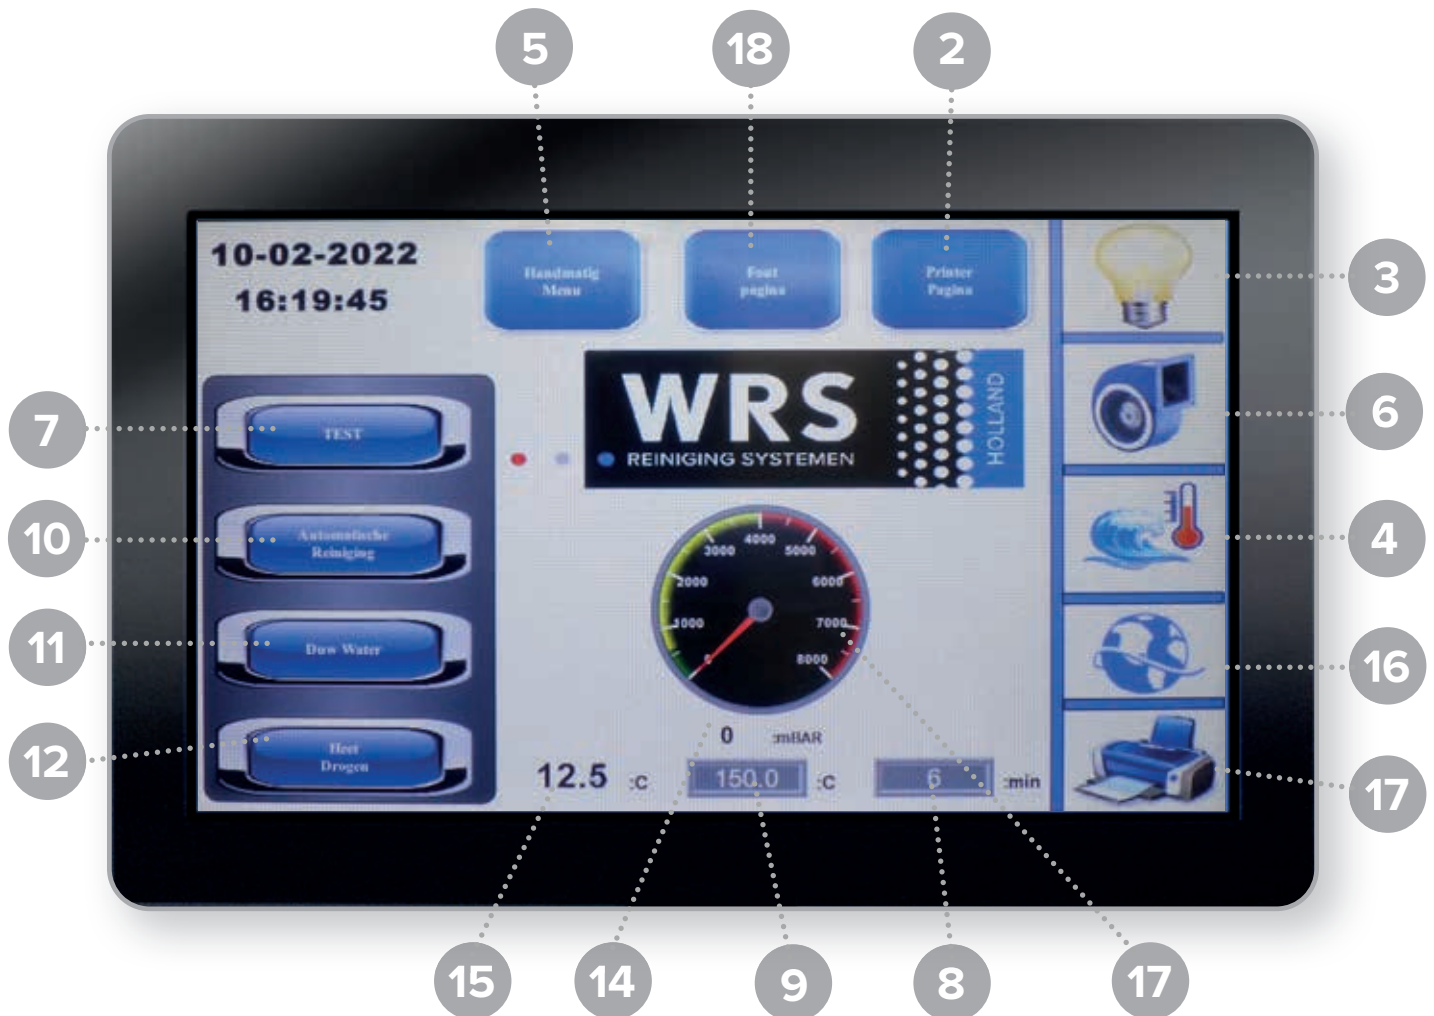 5
18
2
10-02-2022
16:19:45
Handmatig
Menu
Fout
pagina
Printer
Pagina
3
WRS
REINIGING SYSTEMEN
HOLLAND
7
TEST
6
10
Automatische
Reiniging
4
0
1000
2000
3000
4000
5000
6000
7000
8000
11
Duw Water
16
12
Heet
Drogen
0 :mBAR
12.5 :C
150.0 :C
6 :min
17
15
14
9
8
17